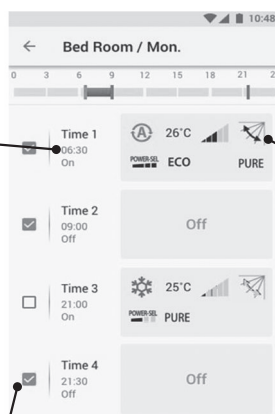 10:48
Bed Room / Mon.
0 3 6 9 12 15 18 21 2
Time 1
06:30
On
A 26°C
POWER-SEL ECO PURE
Time 2
09:00
Off
Off
Time 3
21:00
On
25°C
POWER-SEL PURE
Time 4
21:30
Off
Off